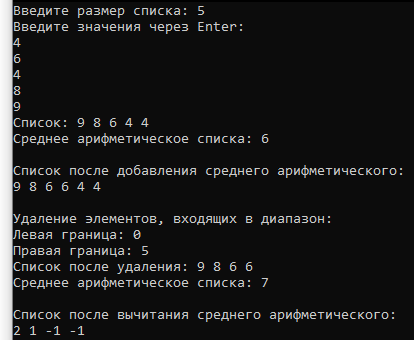 Введите размер списка: 5
Введите значения через Enter:
4
6
4
8
9
Список: 9 8 6 4 4
Среднее арифметическое списка: 6
Список после добавления среднего арифметического:
9 8 6 6 4 4
Удаление элементов, входящих в диапазон:
Левая граница: 0
Правая граница: 5
Список после удаления: 9 8 6 6
Среднее арифметическое списка: 7
Список после вычитания среднего арифметического:
2 1 -1 -1